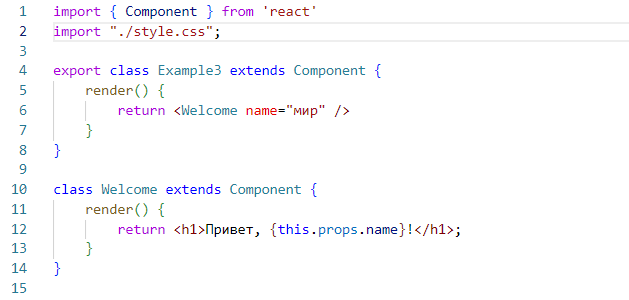 1 import { Component } from 'react'
2 import "./style.css";
3
4 export class Example3 extends Component {
5     render() {
6         return <Welcome name="мир" />
7     }
8 }
9
10 class Welcome extends Component {
11     render() {
12         return <h1>Привет, {this.props.name}!</h1>;
13     }
14 }
15